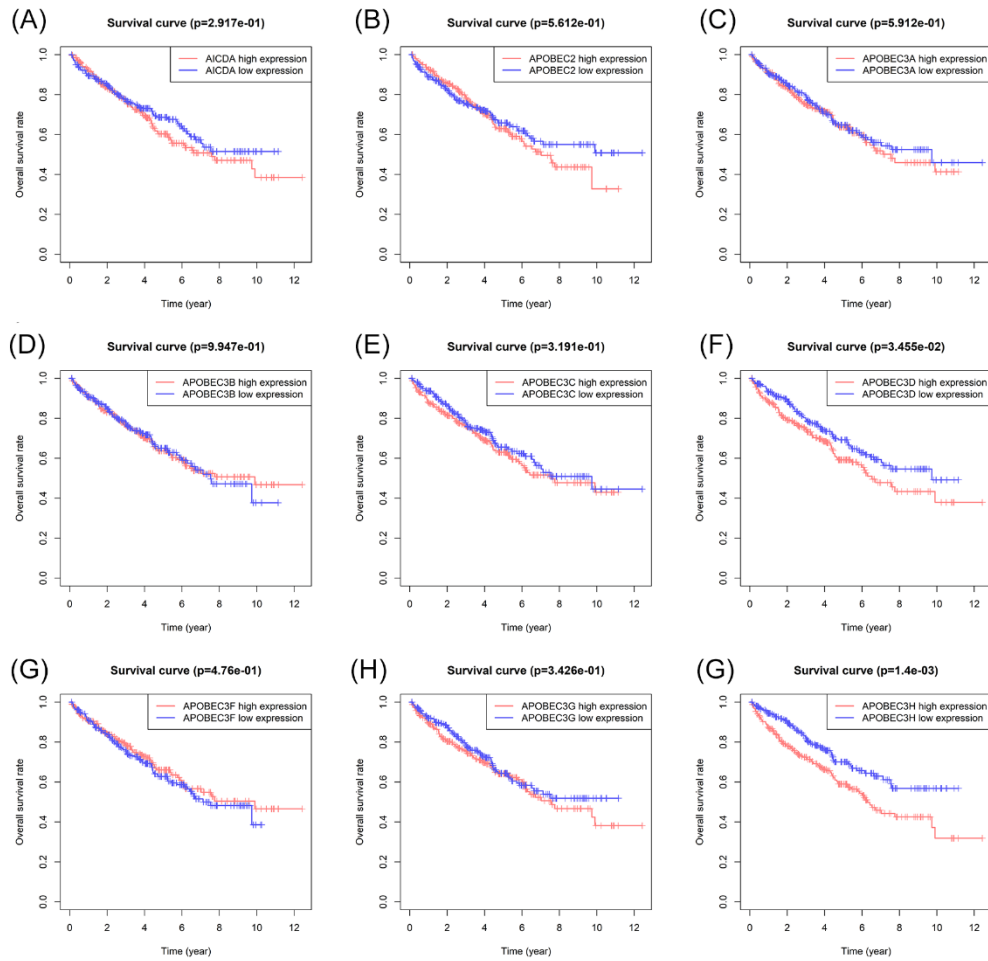 (A)
Survival curve (p=2.917e-01)
AICDA high expression
AICDA low expression
Overall survival rate
1.0
0.8
0.6
0.4
0.2
0.0
0 2 4 6 8 10 12
Time (year)
(B)
Survival curve (p=5.612e-01)
APOBEC2 high expression
APOBEC2 low expression
Overall survival rate
1.0
0.8
0.6
0.4
0.2
0.0
0 2 4 6 8 10 12
Time (year)
(C)
Survival curve (p=5.912e-01)
APOBEC3A high expression
APOBEC3A low expression
Overall survival rate
1.0
0.8
0.6
0.4
0.2
0.0
0 2 4 6 8 10 12
Time (year)
(D)
Survival curve (p=9.947e-01)
APOBEC3B high expression
APOBEC3B low expression
Overall survival rate
1.0
0.8
0.6
0.4
0.2
0.0
0 2 4 6 8 10 12
Time (year)
(E)
Survival curve (p=3.191e-01)
APOBEC3C high expression
APOBEC3C low expression
Overall survival rate
1.0
0.8
0.6
0.4
0.2
0.0
0 2 4 6 8 10 12
Time (year)
(F)
Survival curve (p=3.455e-02)
APOBEC3D high expression
APOBEC3D low expression
Overall survival rate
1.0
0.8
0.6
0.4
0.2
0.0
0 2 4 6 8 10 12
Time (year)
(G)
Survival curve (p=4.76e-01)
APOBEC3F high expression
APOBEC3F low expression
Overall survival rate
1.0
0.8
0.6
0.4
0.2
0.0
0 2 4 6 8 10 12
Time (year)
(H)
Survival curve (p=3.426e-01)
APOBEC3G high expression
APOBEC3G low expression
Overall survival rate
1.0
0.8
0.6
0.4
0.2
0.0
0 2 4 6 8 10 12
Time (year)
(G)
Survival curve (p=1.4e-03)
APOBEC3H high expression
APOBEC3H low expression
Overall survival rate
1.0
0.8
0.6
0.4
0.2
0.0
0 2 4 6 8 10 12
Time (year)